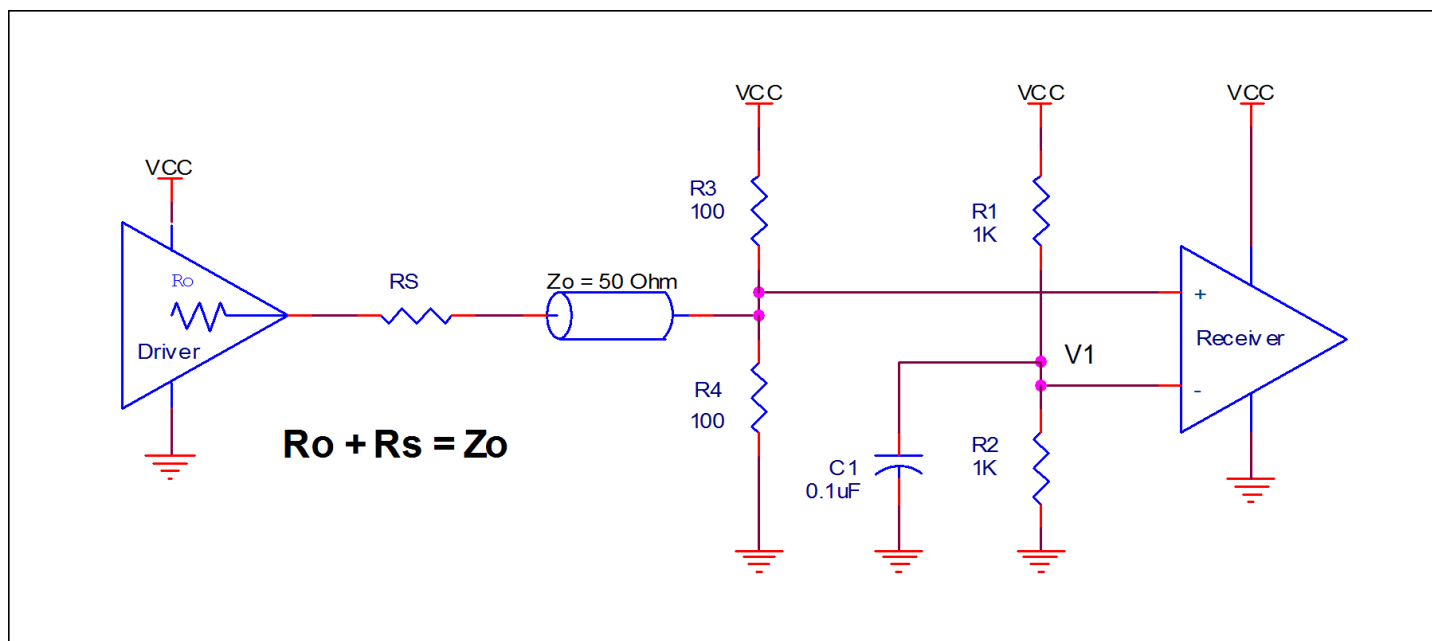 VCC
VCC
VCC
VCC
R3
100
R1
1K
Ro
RS
Zo = 50 Ohm
+
Driver
Receiver
V1
-
R4
100
Ro + Rs = Zo
C1
0.1uF
R2
1K